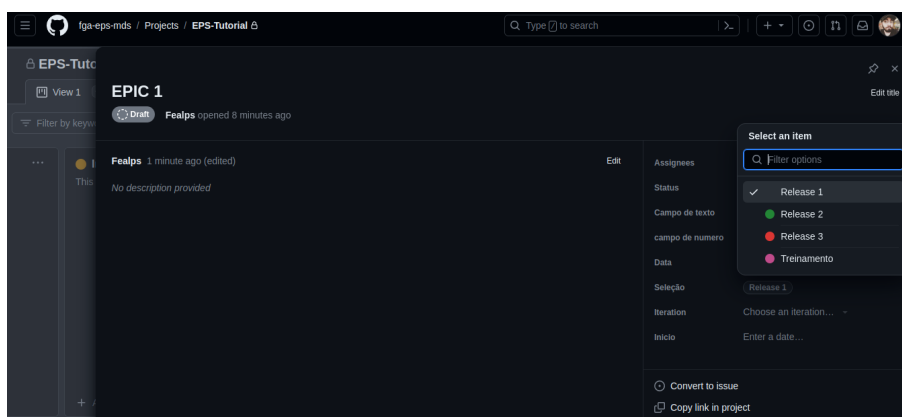 fga-eps-mds / Projects / EPS-Tutorial
Type / to search
EPS-Tuto
View 1
Filter by keyw
This
EPIC 1
Edit title
Draft Fealps opened 8 minutes ago
Fealps 1 minute ago (edited) Edit
No description provided
Assignees
Status
Campo de texto
campo de numero
Data
Seleção Release 1
Iteration Choose an iteration...
Inicio Enter a date...
Select an item
Filter options
Release 1
Release 2
Release 3
Treinamento
Convert to issue
Copy link in project